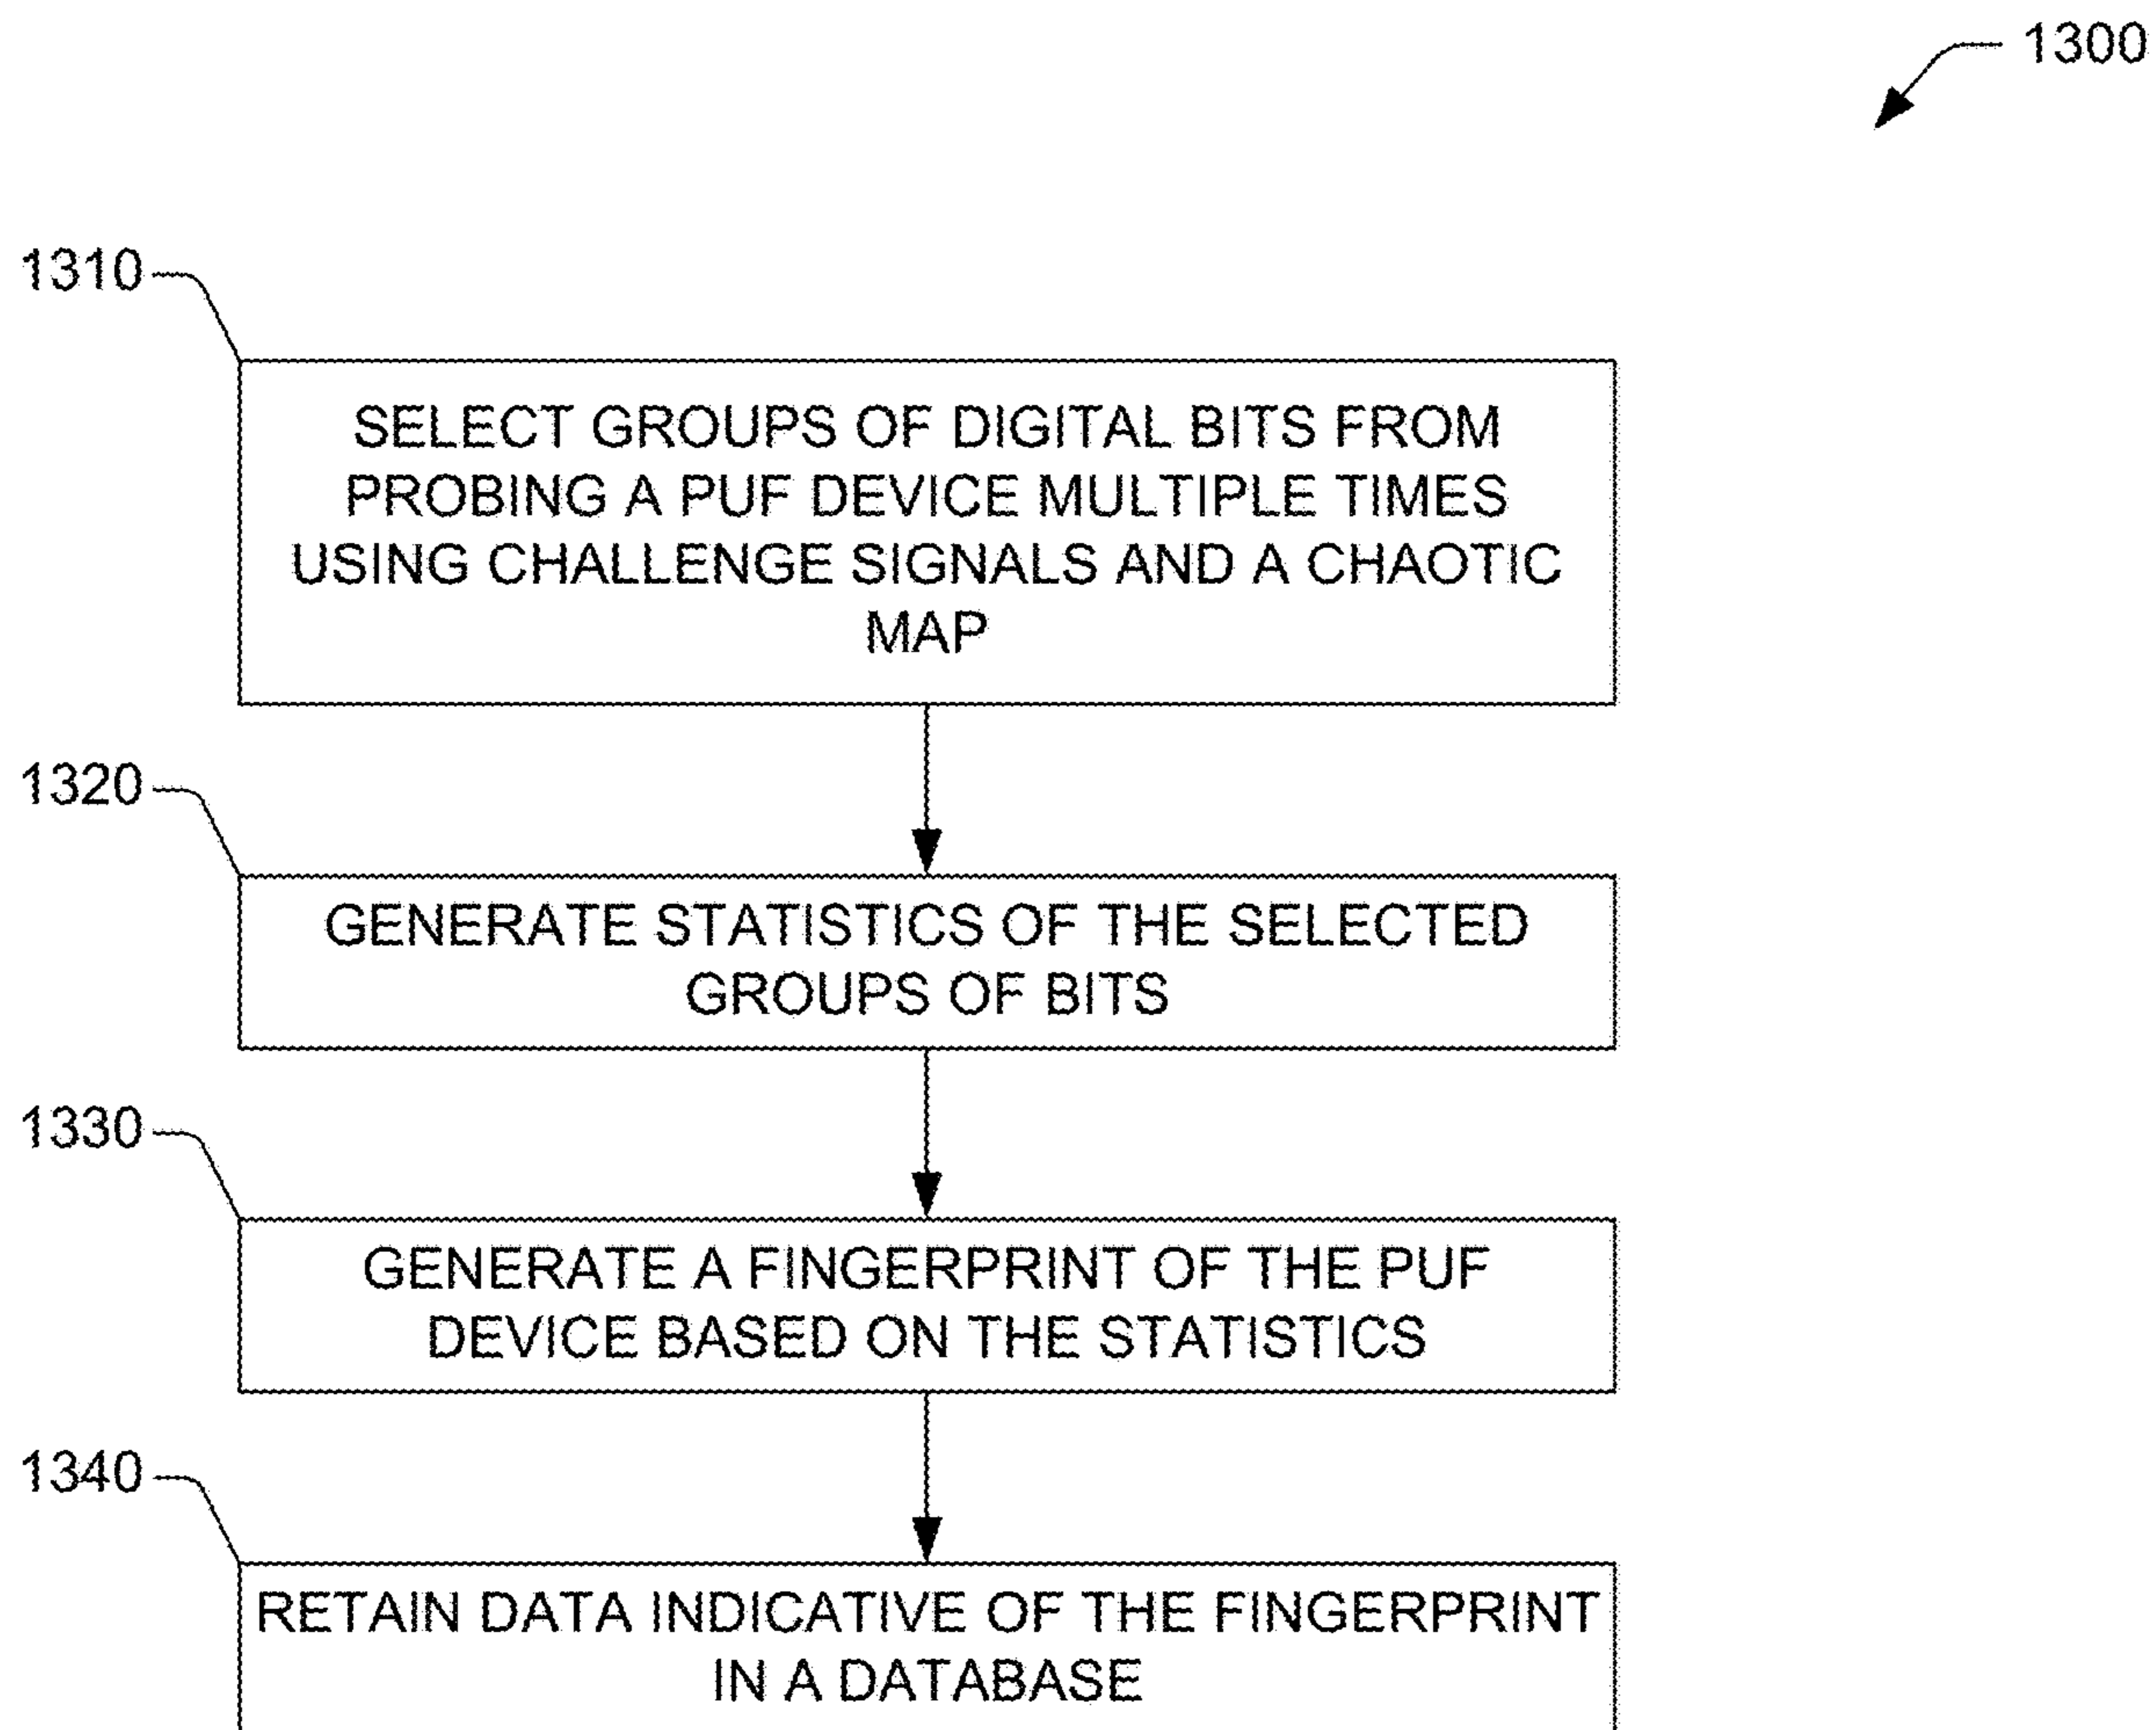 1300
1310
SELECT GROUPS OF DIGITAL BITS FROM
PROBING A PUF DEVICE MULTIPLE TIMES
USING CHALLENGE SIGNALS AND A CHAOTIC
MAP
1320
GENERATE STATISTICS OF THE SELECTED
GROUPS OF BITS
1330
GENERATE A FINGERPRINT OF THE PUF
DEVICE BASED ON THE STATISTICS
1340
RETAIN DATA INDICATIVE OF THE FINGERPRINT
IN A DATABASE